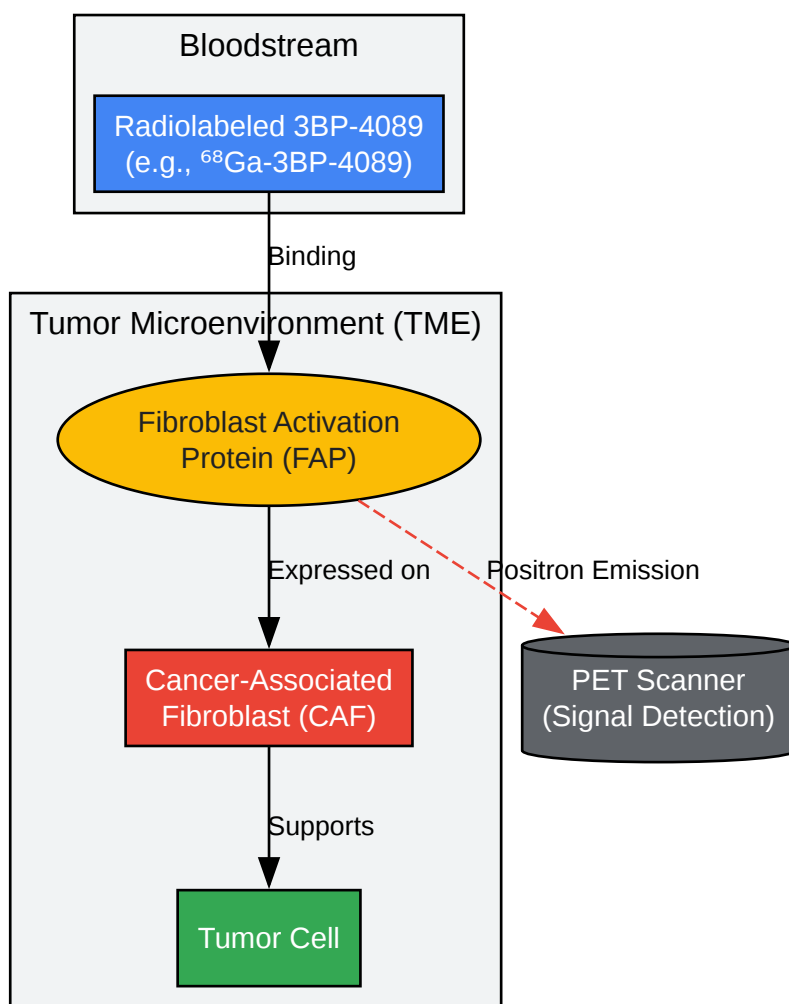 Bloodstream
Radiolabeled 3BP-4089
(e.g., ⁶⁸Ga-3BP-4089)
Binding
Tumor Microenvironment (TME)
Fibroblast Activation
Protein (FAP)
Expressed on
Positron Emission
Cancer-Associated
Fibroblast (CAF)
PET Scanner
(Signal Detection)
Supports
Tumor Cell